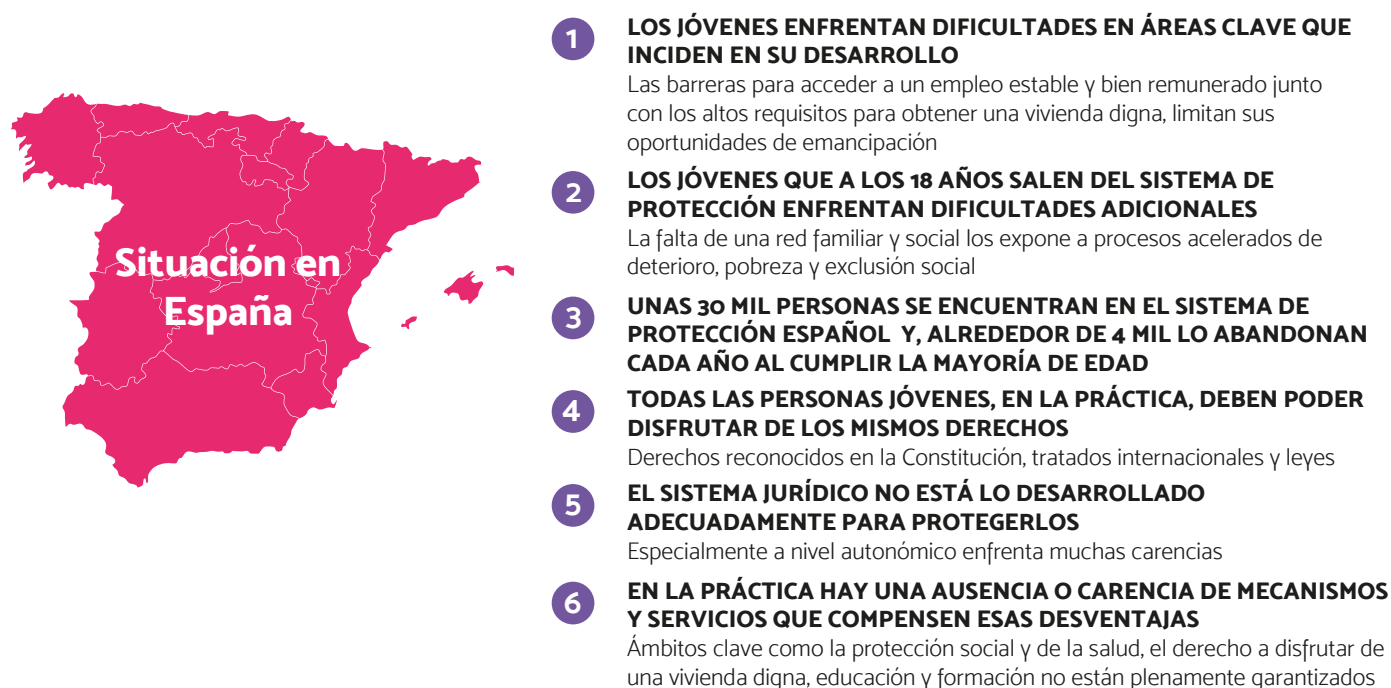 Situación en
España
1
LOS JÓVENES ENFRENTAN DIFICULTADES EN ÁREAS CLAVE QUE
INCIDEN EN SU DESARROLLO
Las barreras para acceder a un empleo estable y bien remunerado junto
con los altos requisitos para obtener una vivienda digna, limitan sus
oportunidades de emancipación
2
LOS JÓVENES QUE A LOS 18 AÑOS SALEN DEL SISTEMA DE
PROTECCIÓN ENFRENTAN DIFICULTADES ADICIONALES
La falta de una red familiar y social los expone a procesos acelerados de
deterioro, pobreza y exclusión social
3
UNAS 30 MIL PERSONAS SE ENCUENTRAN EN EL SISTEMA DE
PROTECCIÓN ESPAÑOL Y, ALREDEDOR DE 4 MIL LO ABANDONAN
CADA AÑO AL CUMPLIR LA MAYORÍA DE EDAD
4
TODAS LAS PERSONAS JÓVENES, EN LA PRÁCTICA, DEBEN PODER
DISFRUTAR DE LOS MISMOS DERECHOS
Derechos reconocidos en la Constitución, tratados internacionales y leyes
5
EL SISTEMA JURÍDICO NO ESTÁ LO DESARROLLADO
ADECUADAMENTE PARA PROTEGERLOS
Especialmente a nivel autonómico enfrenta muchas carencias
6
EN LA PRÁCTICA HAY UNA AUSENCIA O CARENCIA DE MECANISMOS
Y SERVICIOS QUE COMPENSEN ESAS DESVENTAJAS
Ámbitos clave como la protección social y de la salud, el derecho a disfrutar de
una vivienda digna, educación y formación no están plenamente garantizados